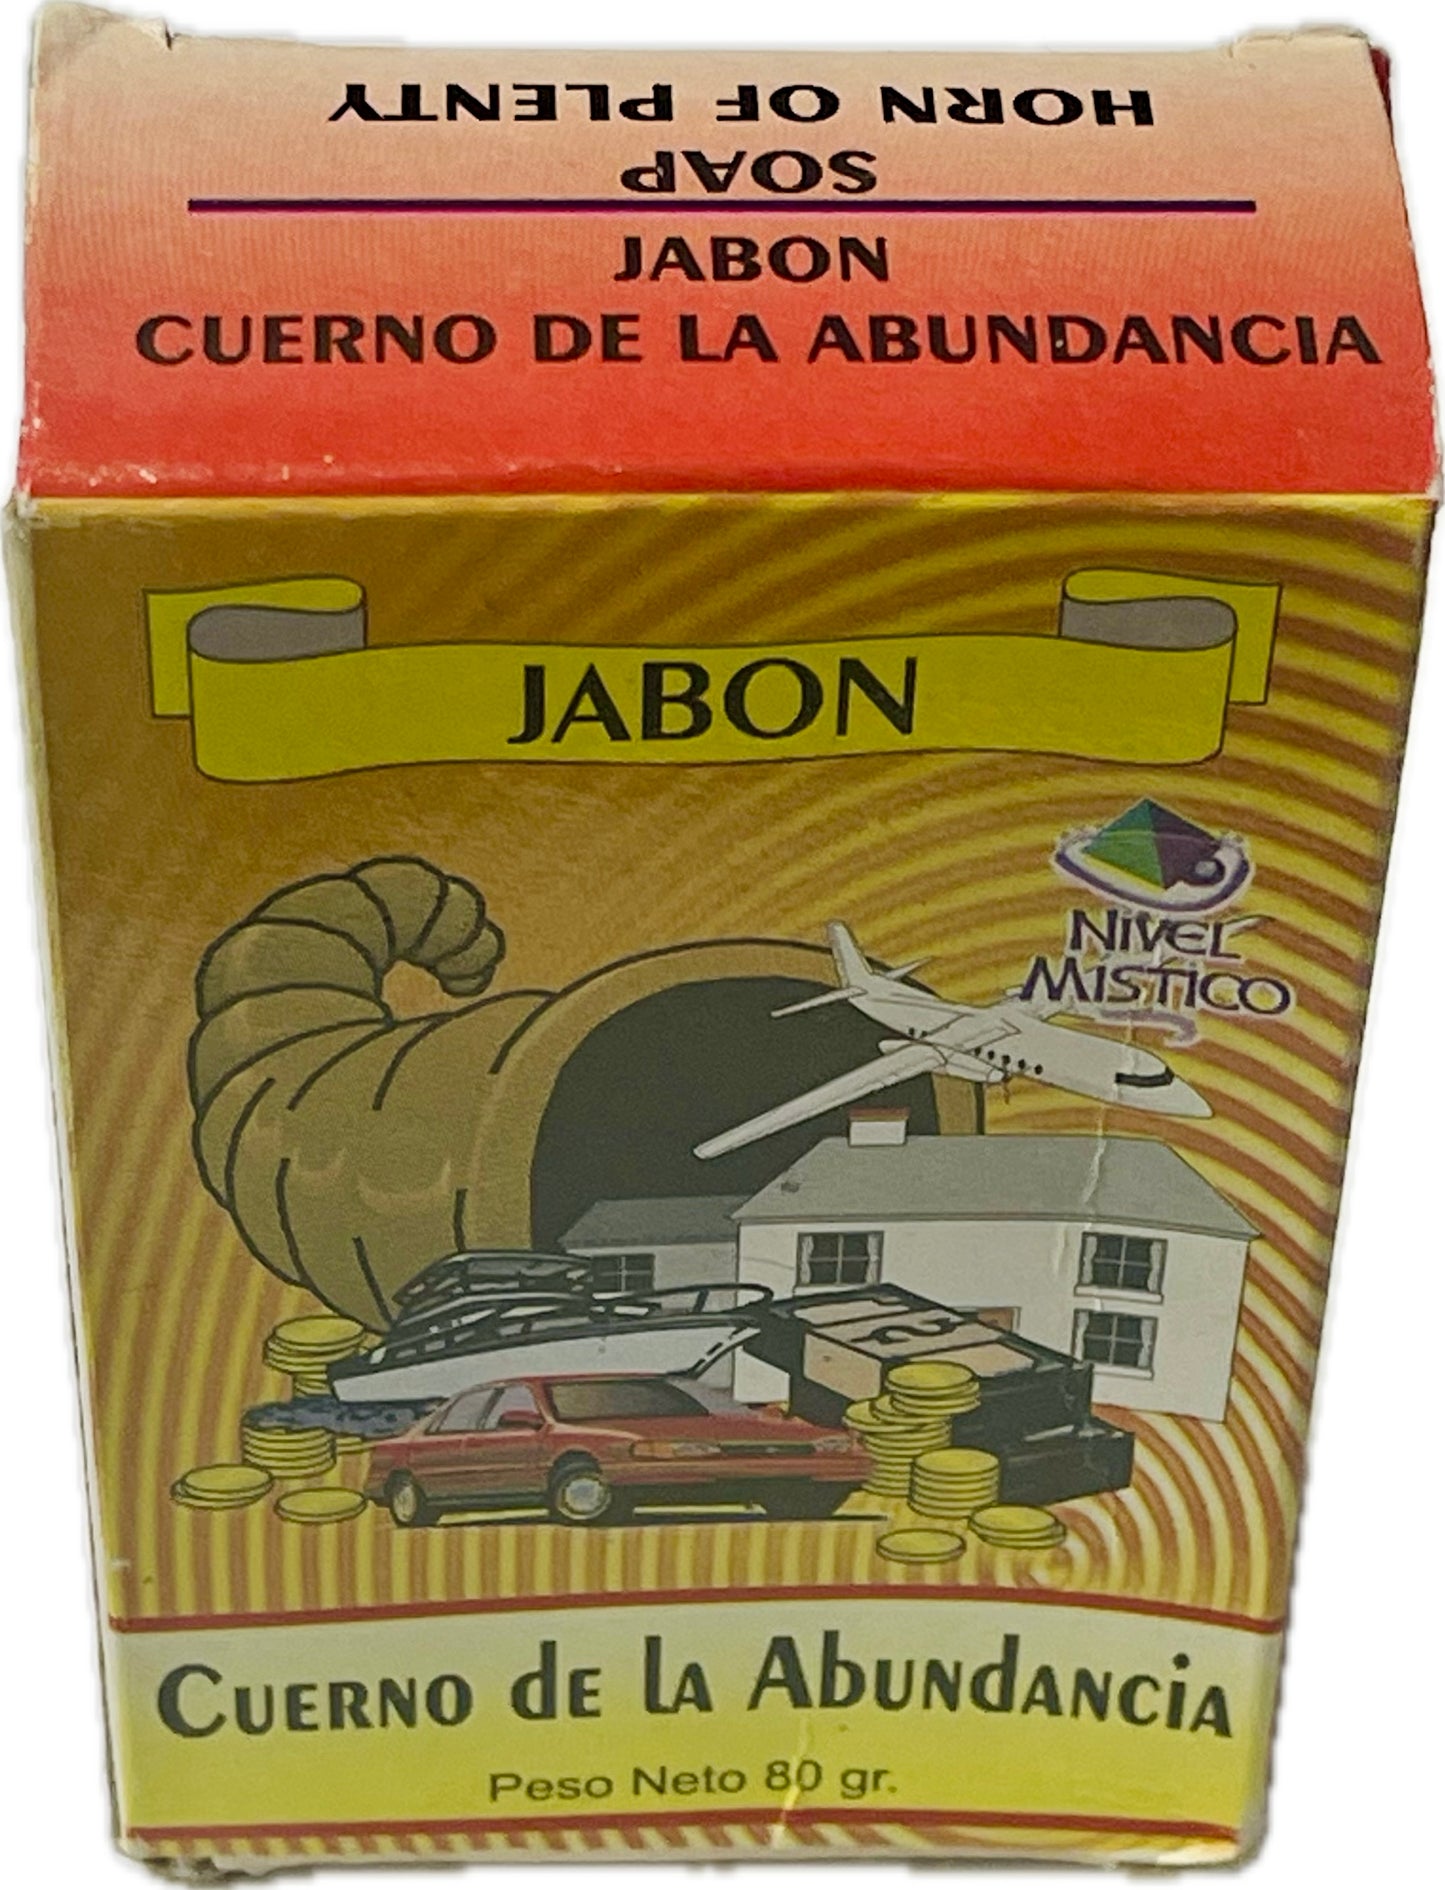 HORN OF PLENTY
SOAP
JABON
CUERNO DE LA ABUNDANCIA
JABON
NIVEL
MISTICO
CUERNO dE LA AbUNdANCiA
Peso Neto 80 gr.